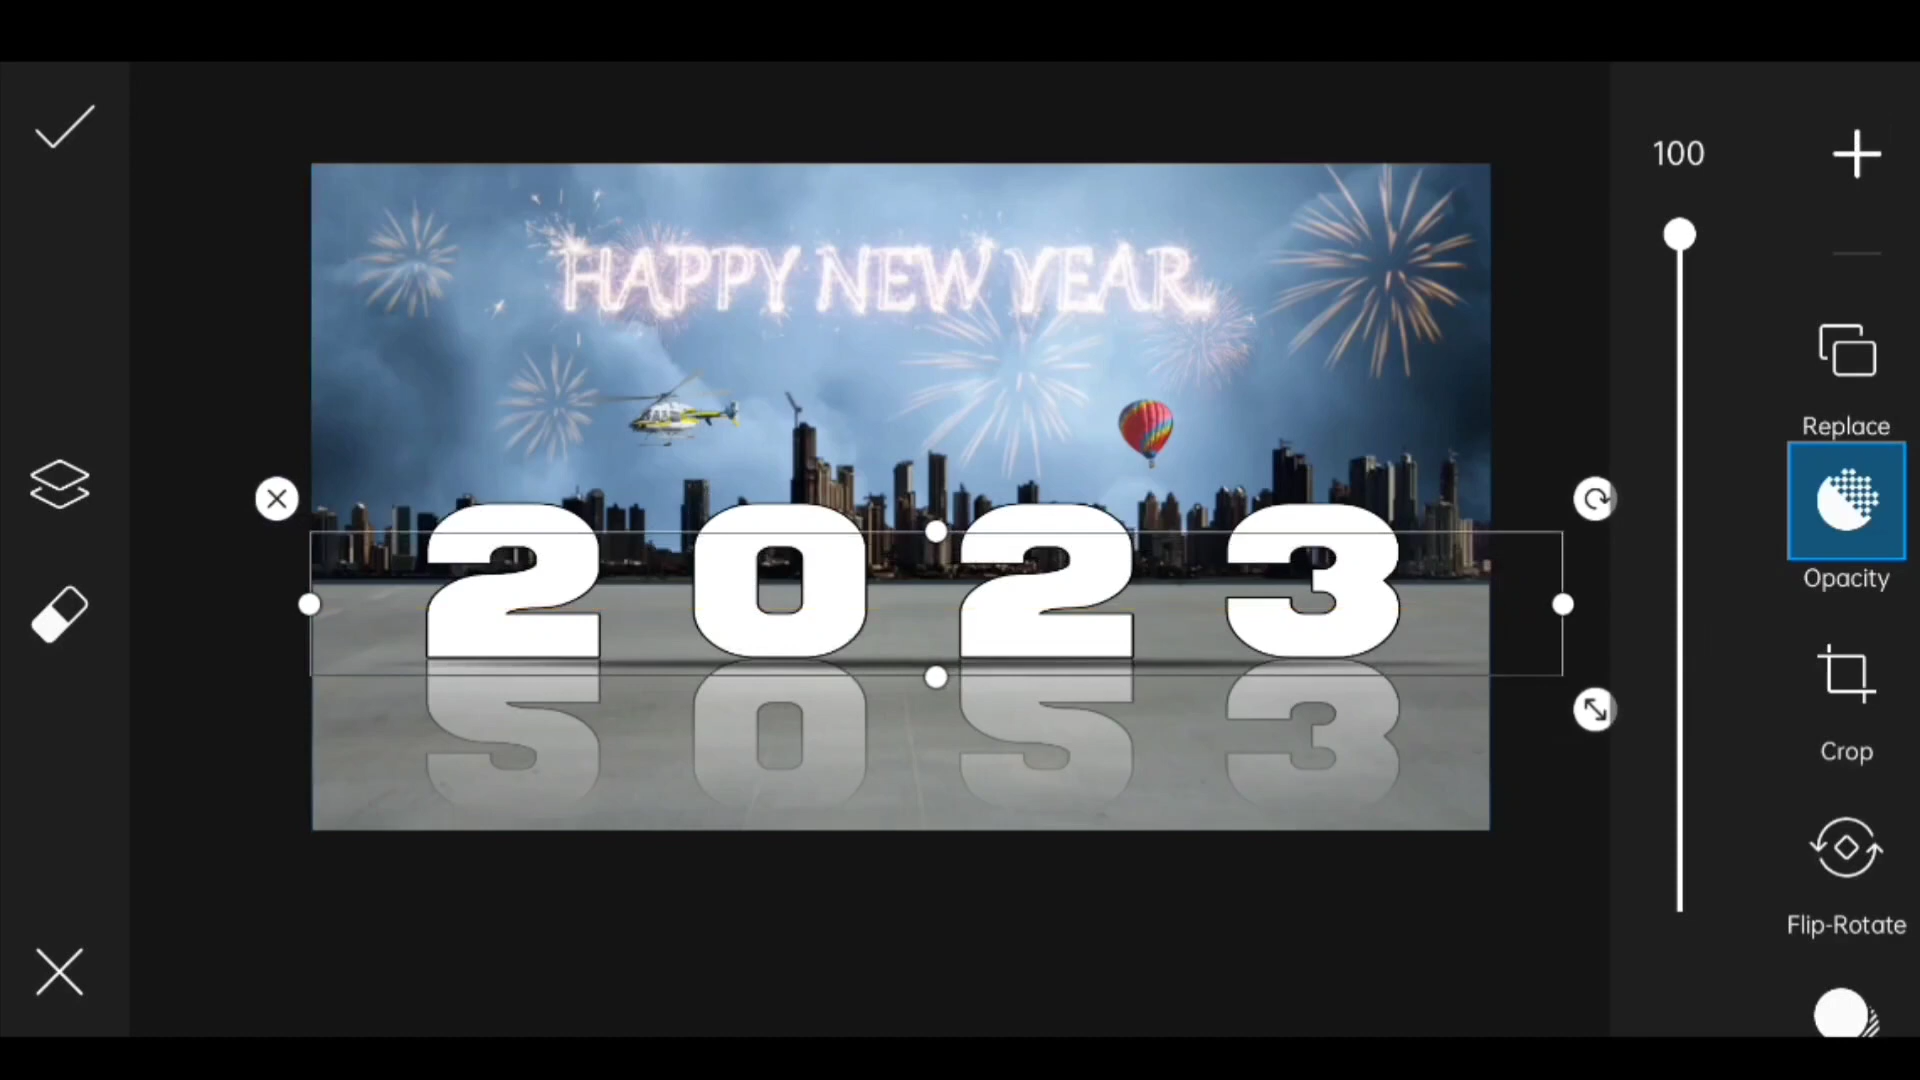 100
HAPPY NEW YEAR
Replace
2023
Opacity
Crop
Flip-Rotate